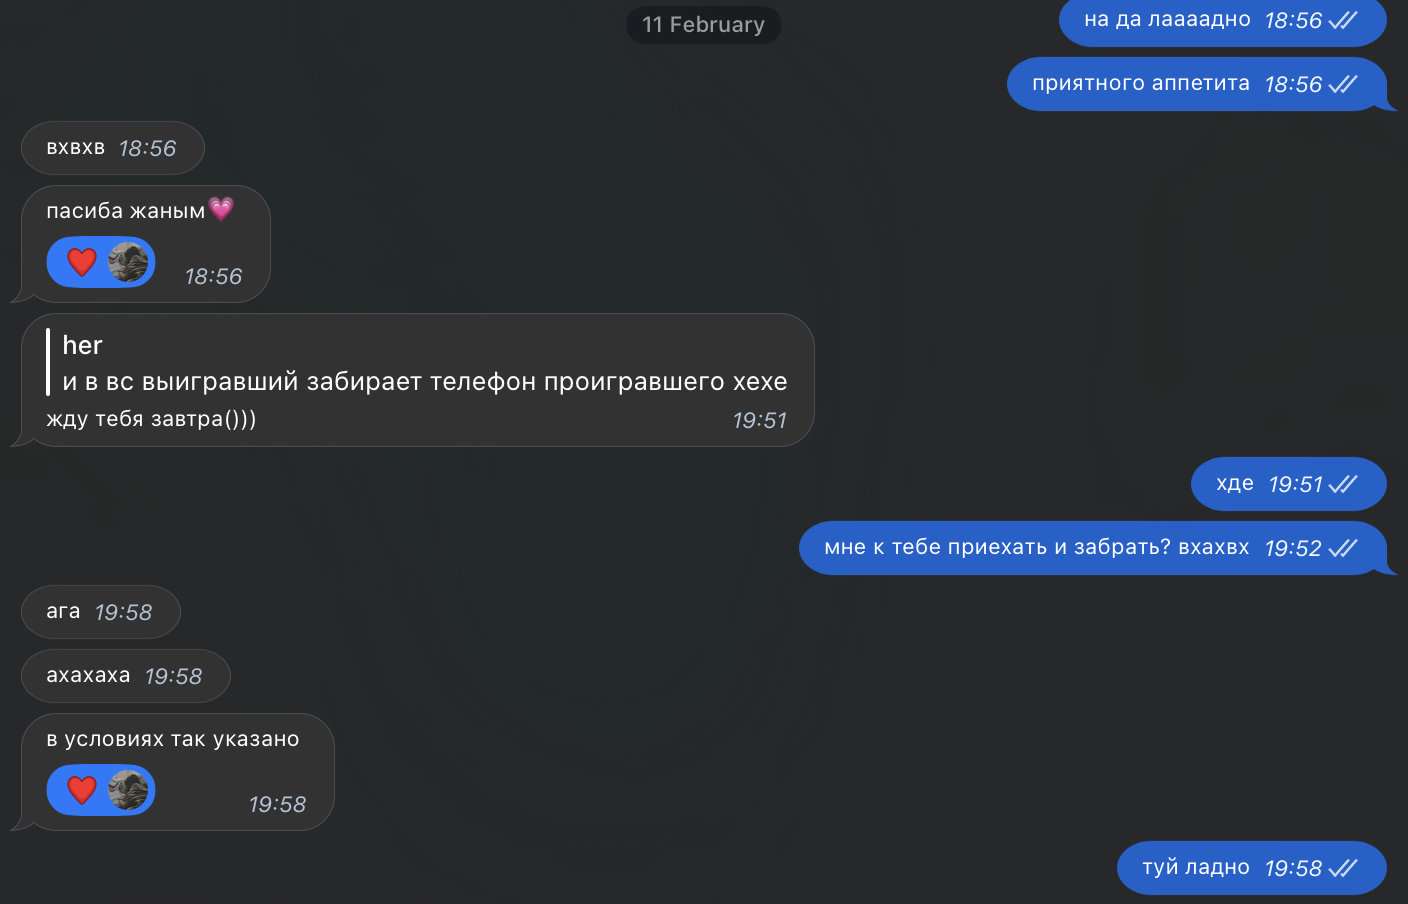 11 February
на да лаааадно 18:56
приятного аппетита 18:56
вхвхв 18:56
пасиба жаным💗
❤️
18:56
her
и в вс выигравший забирает телефон проигравшего хехе
жду тебя завтра())) 19:51
хде 19:51
мне к тебе приехать и забрать? вхахвх 19:52
ага 19:58
ахахаха 19:58
в условиях так указано
❤️
19:58
туй ладно 19:58